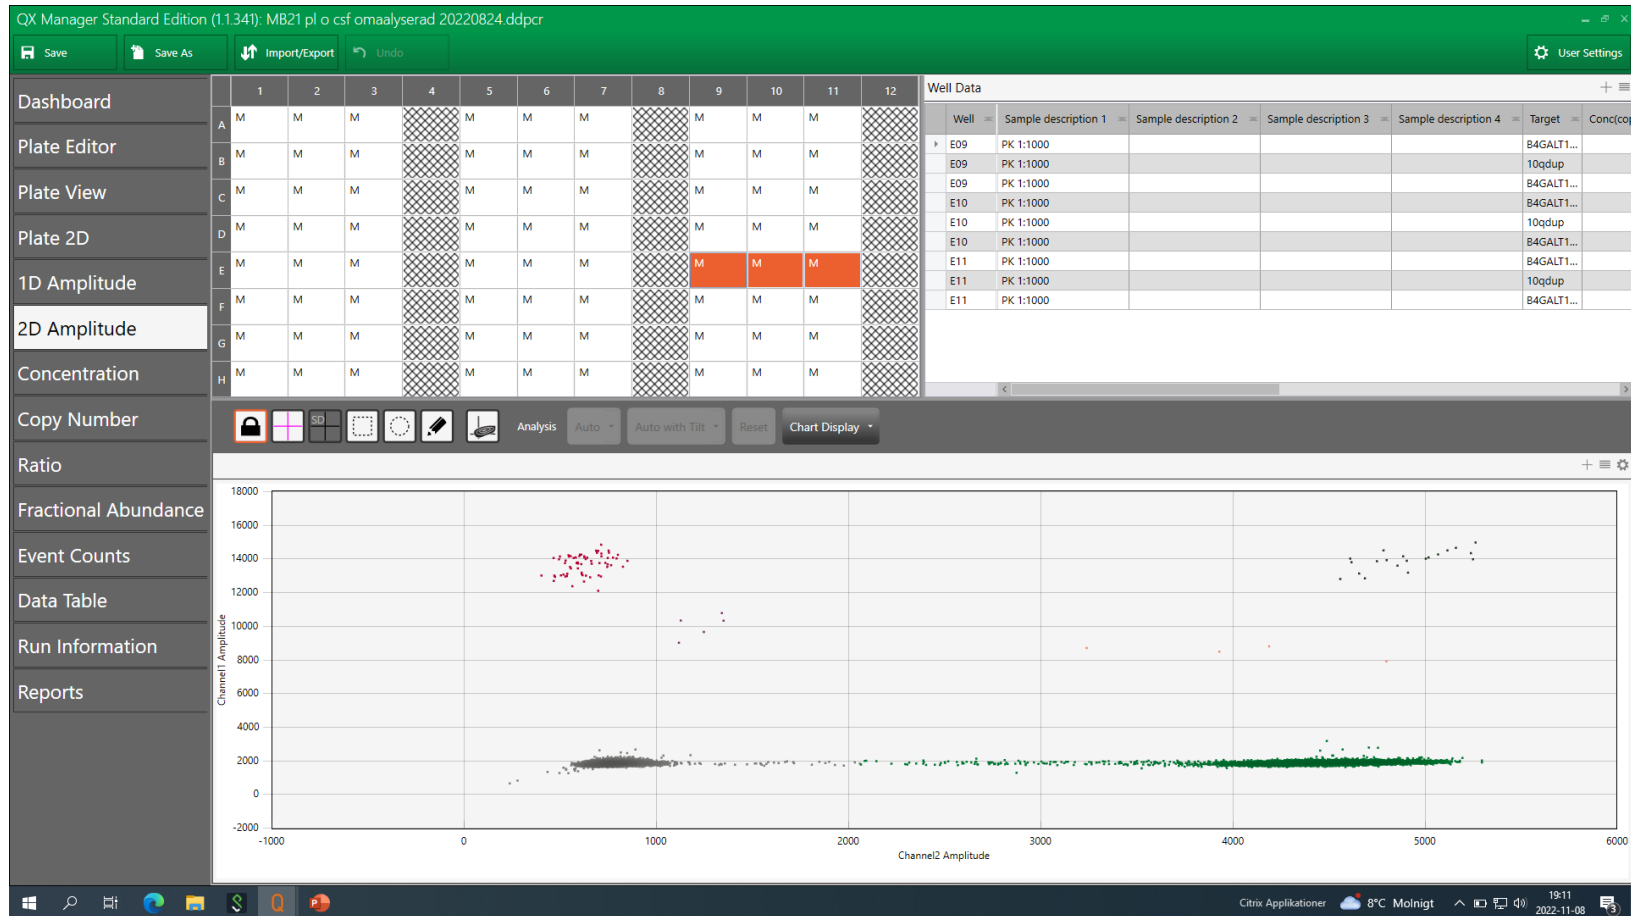 QX Manager Standard Edition (1.1.341): MB21 pl o csf omaalyserad 20220824.ddpcr
Save Save As Import/Export Undo User Settings
Dashboard
Plate Editor
Plate View
Plate 2D
1D Amplitude
2D Amplitude
Concentration
Copy Number
Ratio
Fractional Abundance
Event Counts
Data Table
Run Information
Reports
1 2 3 4 5 6 7 8 9 10 11 12
A M M M M M M M M M
B M M M M M M M M M
C M M M M M M M M M
D M M M M M M M M M
E M M M M M M M M M
F M M M M M M M M M
G M M M M M M M M M
H M M M M M M M M M
Well Data
Well Sample description 1 Sample description 2 Sample description 3 Sample description 4 Target Conc(cop
E09 PK 1:1000 B4GALT1...
E09 PK 1:1000 10qdup
E09 PK 1:1000 B4GALT1...
E10 PK 1:1000 B4GALT1...
E10 PK 1:1000 10qdup
E10 PK 1:1000 B4GALT1...
E11 PK 1:1000 B4GALT1...
E11 PK 1:1000 10qdup
E11 PK 1:1000 B4GALT1...
SD Analysis Auto Auto with Tilt Reset Chart Display
18000
16000
14000
12000
10000
8000
6000
4000
2000
0
-2000
Channel1 Amplitude
-1000 0 1000 2000 3000 4000 5000 6000
Channel2 Amplitude
Citrix Applikationer 8°C Molnigt 19:11
2022-11-08 3